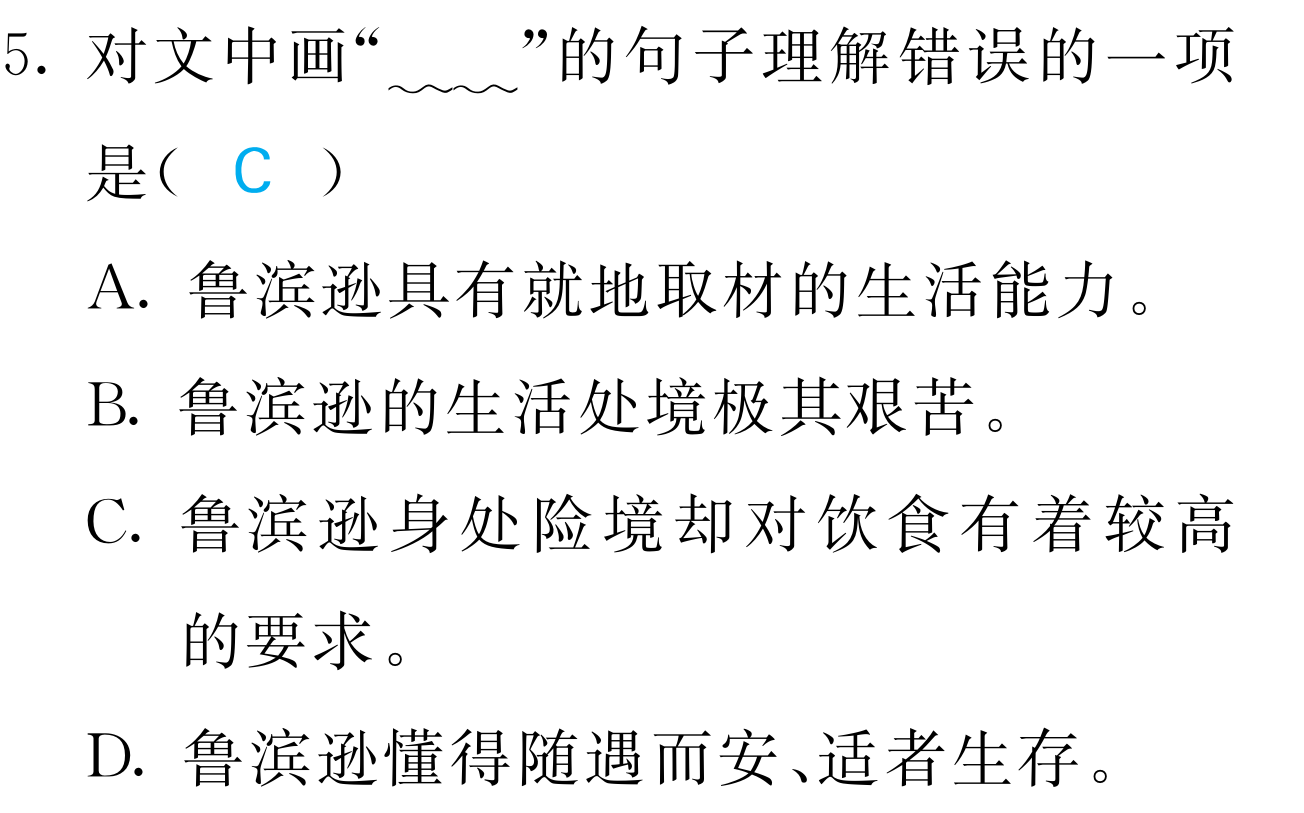 5. 对文中画“﹏﹏”的句子理解错误的一项
是( C )
A. 鲁滨逊具有就地取材的生活能力。
B. 鲁滨逊的生活处境极其艰苦。
C. 鲁滨逊身处险境却对饮食有着较高
的要求。
D. 鲁滨逊懂得随遇而安、适者生存。